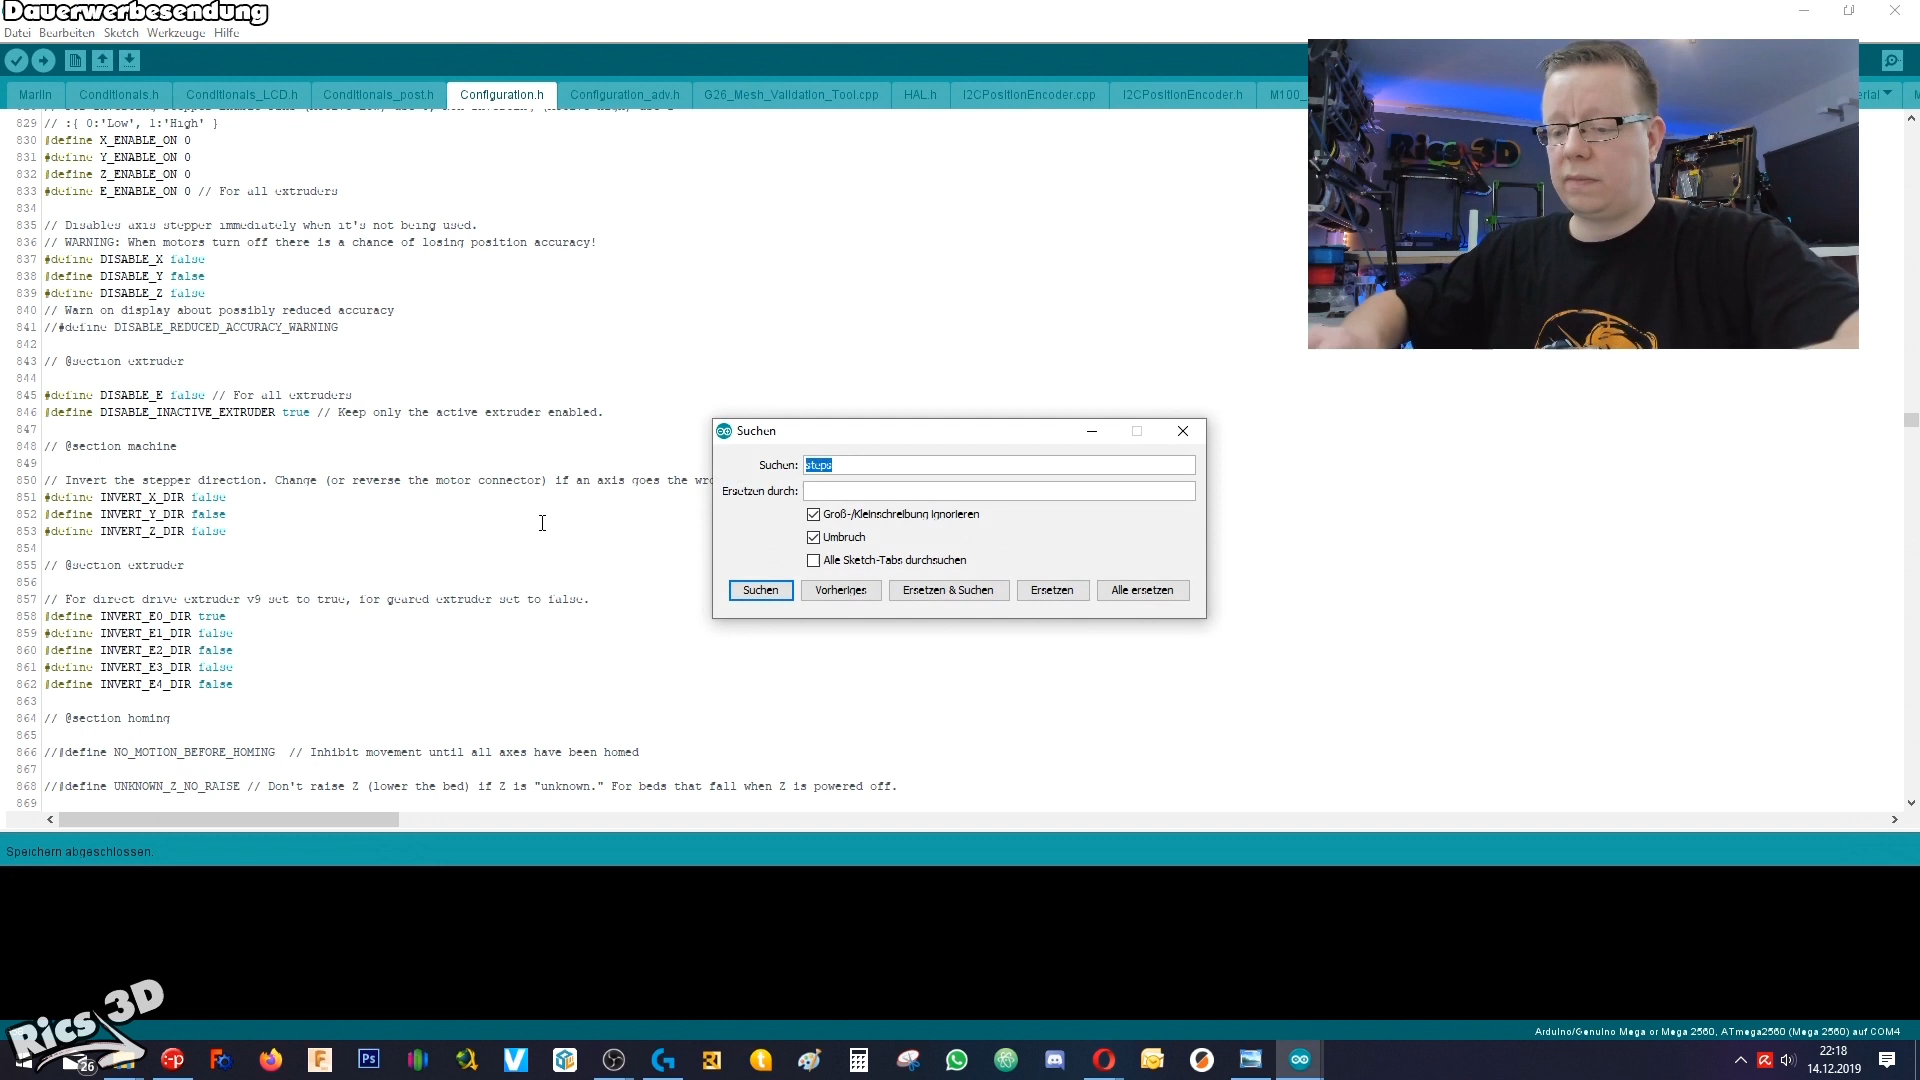 Dauerwerbesendung
Datei Bearbeiten Sketch Werkzeuge Hilfe
Marlin Conditionals.h Conditionals_LCD.h Conditionals_post.h Configuration.h Configuration_adv.h G26_Mesh_Validation_Tool.cpp HAL.h I2CPositionEncoder.cpp I2CPositionEncoder.h M100_
829 // :{ 0:'Low', 1:'High' }
830 #define X_ENABLE_ON 0
831 #define Y_ENABLE_ON 0
832 #define Z_ENABLE_ON 0
833 #define E_ENABLE_ON 0 // For all extruders
834
835 // Disables axis stepper immediately when it's not being used.
836 // WARNING: When motors turn off there is a chance of losing position accuracy!
837 #define DISABLE_X false
838 #define DISABLE_Y false
839 #define DISABLE_Z false
840 // Warn on display about possibly reduced accuracy
841 //#define DISABLE_REDUCED_ACCURACY_WARNING
842
843 // @section extruder
844
845 #define DISABLE_E false // For all extruders
846 #define DISABLE_INACTIVE_EXTRUDER true // Keep only the active extruder enabled.
847
848 // @section machine
849
850 // Invert the stepper direction. Change (or reverse the motor connector) if an axis goes the wro
851 #define INVERT_X_DIR false
852 #define INVERT_Y_DIR false
853 #define INVERT_Z_DIR false
854
855 // @section extruder
856
857 // For direct drive extruder v9 set to true, for geared extruder set to false.
858 #define INVERT_E0_DIR true
859 #define INVERT_E1_DIR false
860 #define INVERT_E2_DIR false
861 #define INVERT_E3_DIR false
862 #define INVERT_E4_DIR false
863
864 // @section homing
865
866 //#define NO_MOTION_BEFORE_HOMING // Inhibit movement until all axes have been homed
867
868 //#define UNKNOWN_Z_NO_RAISE // Don't raise Z (lower the bed) if Z is "unknown." For beds that fall when Z is powered off.
869
Suchen
Suchen: steps
Ersetzen durch:
Groß-/Kleinschreibung ignorieren
Umbruch
Alle Sketch-Tabs durchsuchen
Suchen Vorheriges Ersetzen & Suchen Ersetzen Alle ersetzen
Rics 3D
Speichern abgeschlossen.
Arduino/Genuino Mega or Mega 2560, ATmega2560 (Mega 2560) auf COM4
Rics 3D
26
22:18
14.12.2019